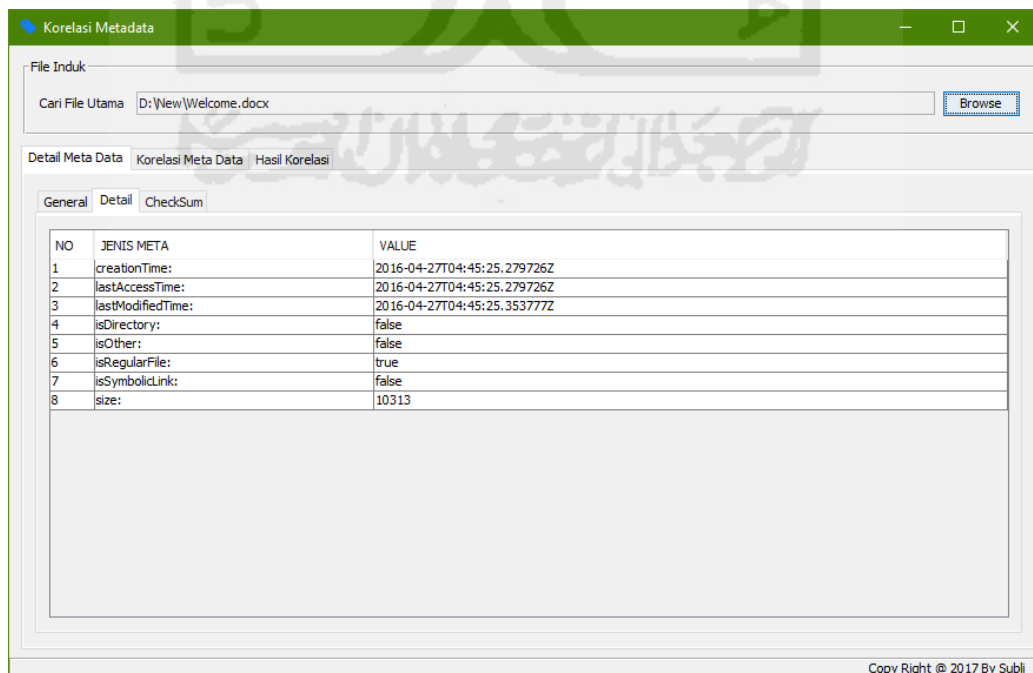 Korelasi Metadata
File Induk
Cari File Utama D:\New\Welcome.docx Browse
Detail Meta Data Korelasi Meta Data Hasil Korelasi
General Detail CheckSum
NO JENIS META VALUE
1 creationTime: 2016-04-27T04:45:25.279726Z
2 lastAccessTime: 2016-04-27T04:45:25.279726Z
3 lastModifiedTime: 2016-04-27T04:45:25.353777Z
4 isDirectory: false
5 isOther: false
6 isRegularFile: true
7 isSymbolicLink: false
8 size: 10313
Copy Right @ 2017 By Subli